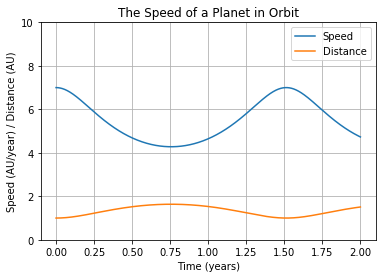 The Speed of a Planet in Orbit
Speed
Distance
Speed (AU/year) / Distance (AU)
10
8
6
4
2
0
0.00 0.25 0.50 0.75 1.00 1.25 1.50 1.75 2.00
Time (years)